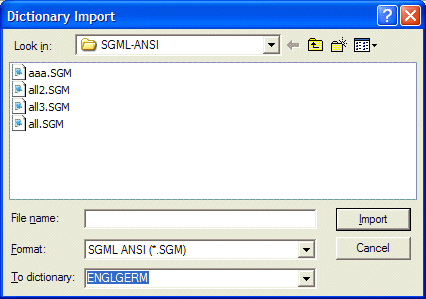 Dictionary Import
Look in: SGML-ANSI
aaa.SGM
all2.SGM
all3.SGM
all.SGM
File name: Import
Format: SGML ANSI (*.SGM) Cancel
To dictionary: ENGLGERM